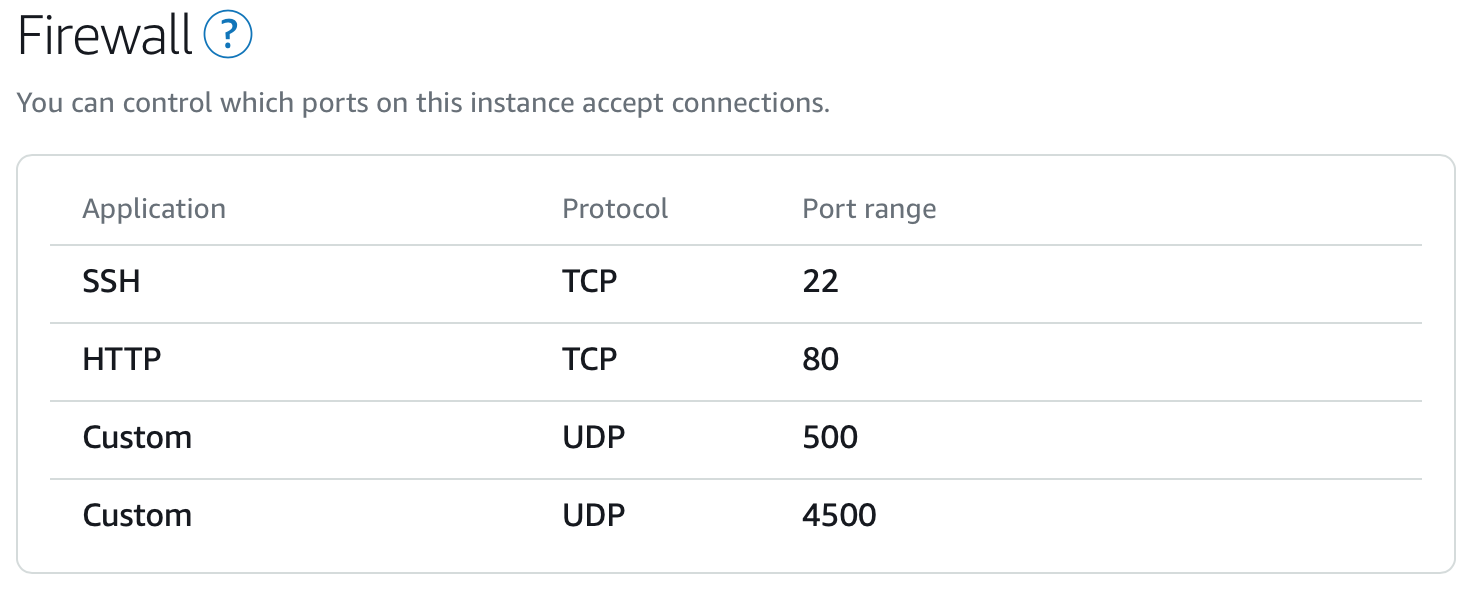 Firewall ?
You can control which ports on this instance accept connections.
Application Protocol Port range
SSH TCP 22
HTTP TCP 80
Custom UDP 500
Custom UDP 4500